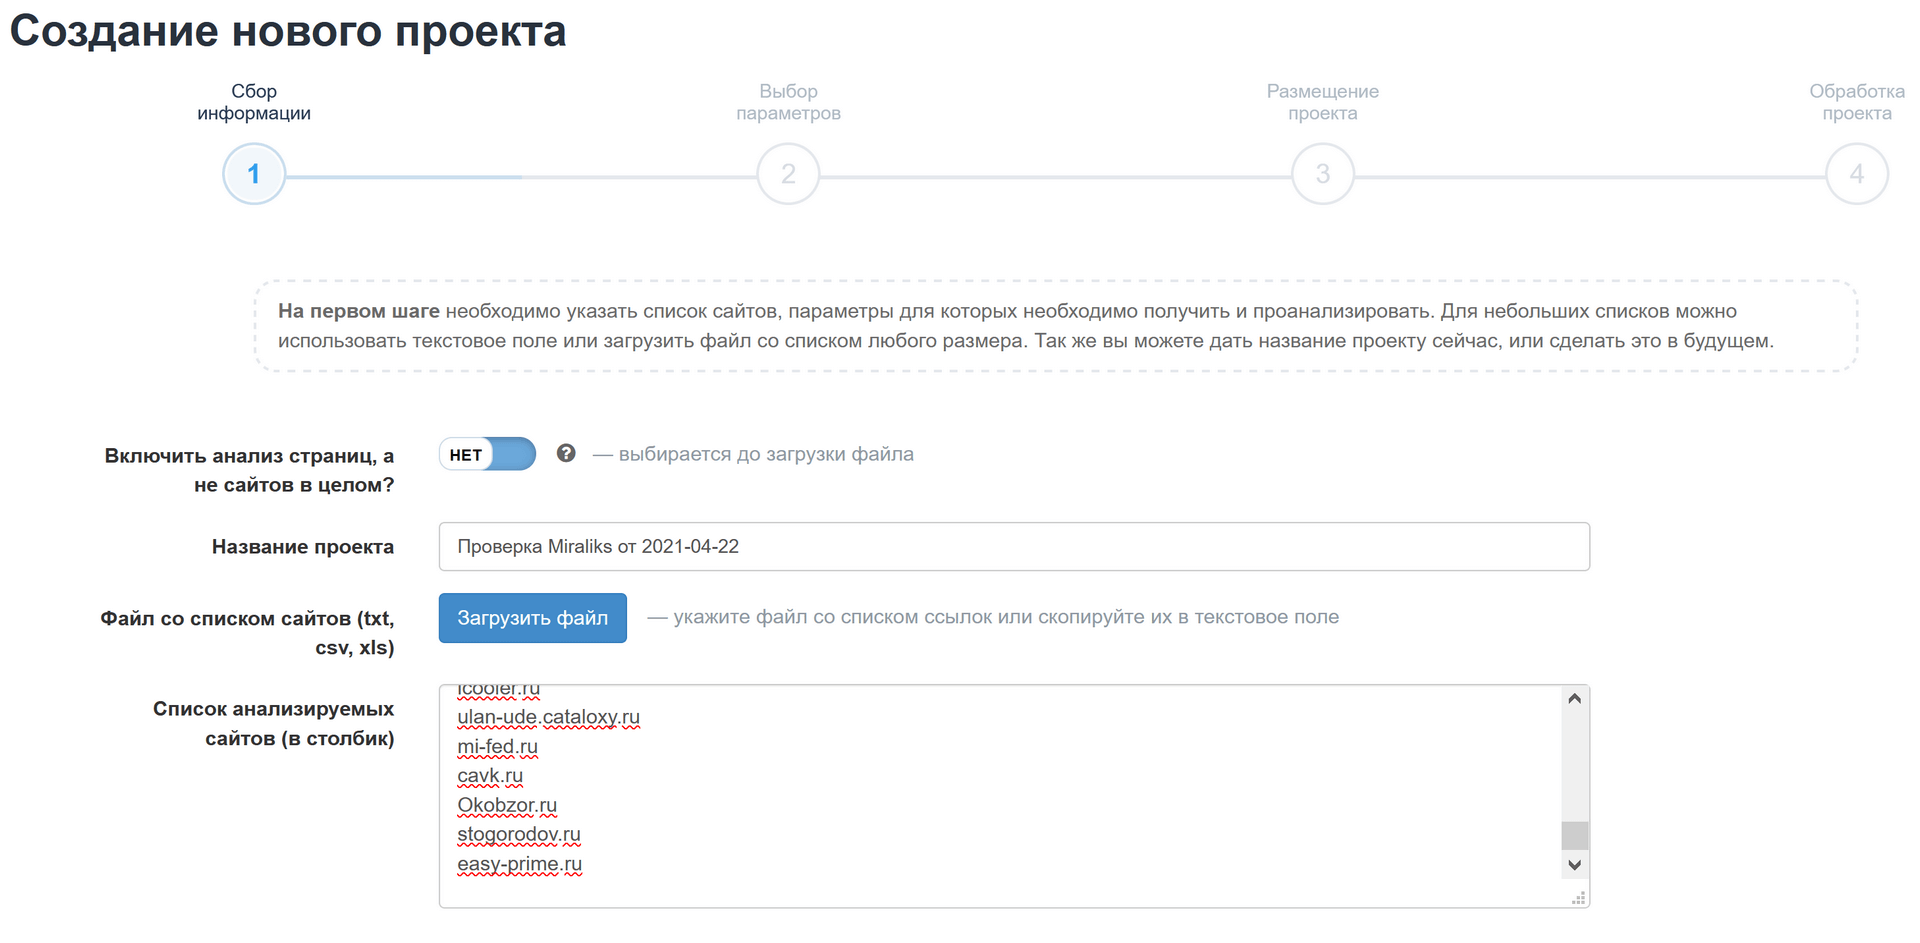 Создание нового проекта
Сбор
информации
Выбор
параметров
Размещение
проекта
Обработка
проекта
1
2
3
4
На первом шаге необходимо указать список сайтов, параметры для которых необходимо получить и проанализировать. Для небольших списков можно
использовать текстовое поле или загрузить файл со списком любого размера. Так же вы можете дать название проекту сейчас, или сделать это в будущем.
Включить анализ страниц, а
не сайтов в целом?
НЕТ
? — выбирается до загрузки файла
Название проекта
Проверка Miraliks от 2021-04-22
Файл со списком сайтов (txt,
csv, xls)
Загрузить файл
— укажите файл со списком ссылок или скопируйте их в текстовое поле
Список анализируемых
сайтов (в столбик)
ulan-ude.cataloxy.ru
mi-fed.ru
cavk.ru
Okobzor.ru
stogorodov.ru
easy-prime.ru